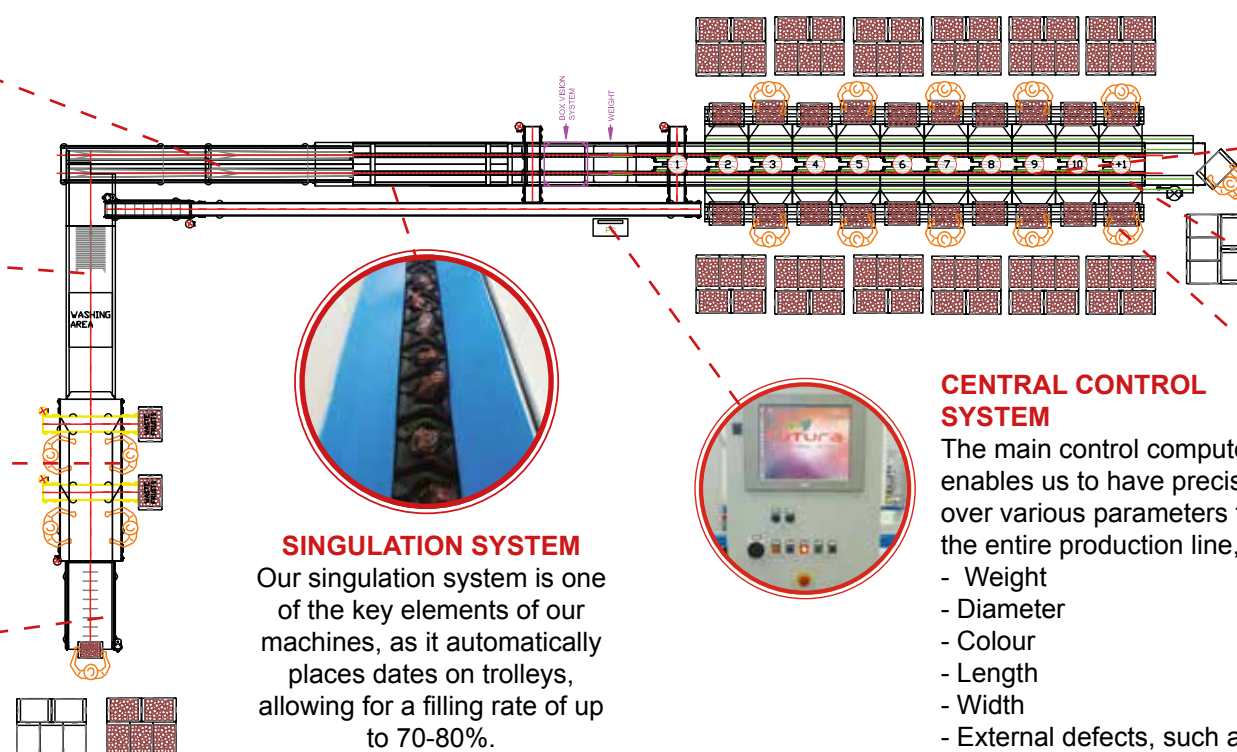 BOX VISION
SYSTEM
WEIGHT
1
2
3
4
5
6
7
8
9
10
+1
WASHING
AREA
SINGULATION SYSTEM
Our singulation system is one
of the key elements of our
machines, as it automatically
places dates on trolleys,
allowing for a filling rate of up
to 70-80%.
CENTRAL CONTROL
SYSTEM
The main control compute
enables us to have precis
over various parameters
the entire production line,
- Weight
- Diameter
- Colour
- Length
- Width
- External defects, such a